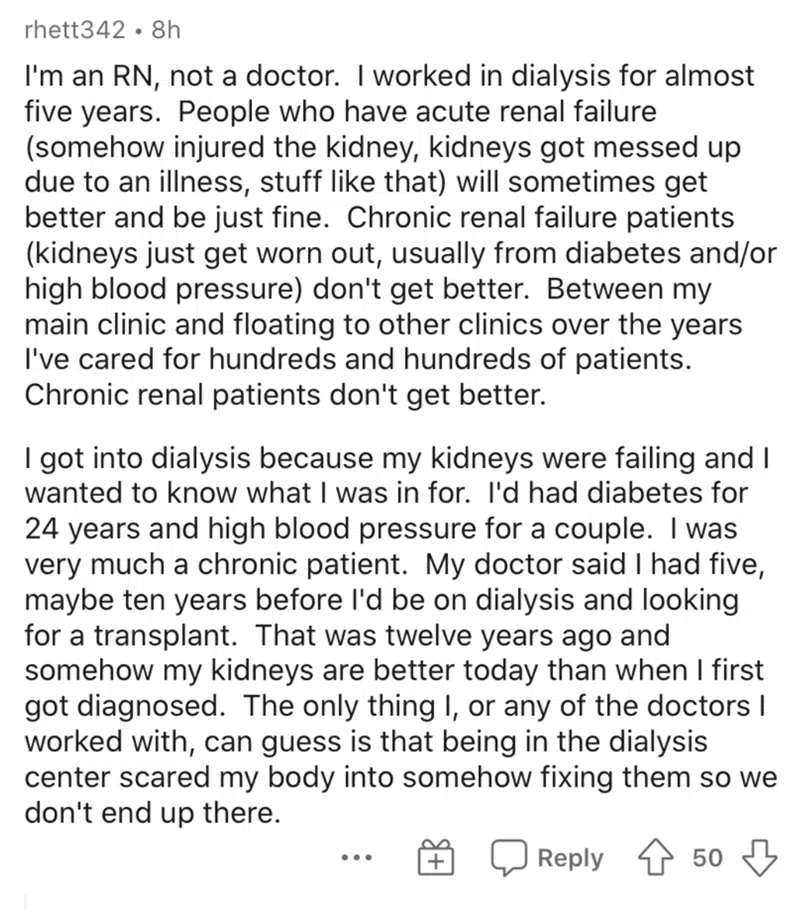 rhett342 • 8h
I'm an RN, not a doctor.  I worked in dialysis for almost
five years.  People who have acute renal failure
(somehow injured the kidney, kidneys got messed up
due to an illness, stuff like that) will sometimes get
better and be just fine.  Chronic renal failure patients
(kidneys just get worn out, usually from diabetes and/or
high blood pressure) don't get better.  Between my
main clinic and floating to other clinics over the years
I've cared for hundreds and hundreds of patients.
Chronic renal patients don't get better.
I got into dialysis because my kidneys were failing and I
wanted to know what I was in for.  I'd had diabetes for
24 years and high blood pressure for a couple.  I was
very much a chronic patient.  My doctor said I had five,
maybe ten years before I'd be on dialysis and looking
for a transplant.  That was twelve years ago and
somehow my kidneys are better today than when I first
got diagnosed.  The only thing I, or any of the doctors I
worked with, can guess is that being in the dialysis
center scared my body into somehow fixing them so we
don't end up there.
... Reply 50